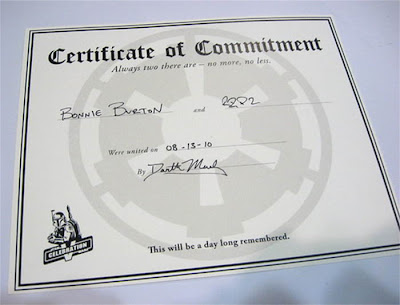 Certificate of Commitment
Always two there are – no more, no less.
BONNIE BURTON and R2D2
Were united on 08-13-10
By Darth Maul
CELEBRATION
This will be a day long remembered.